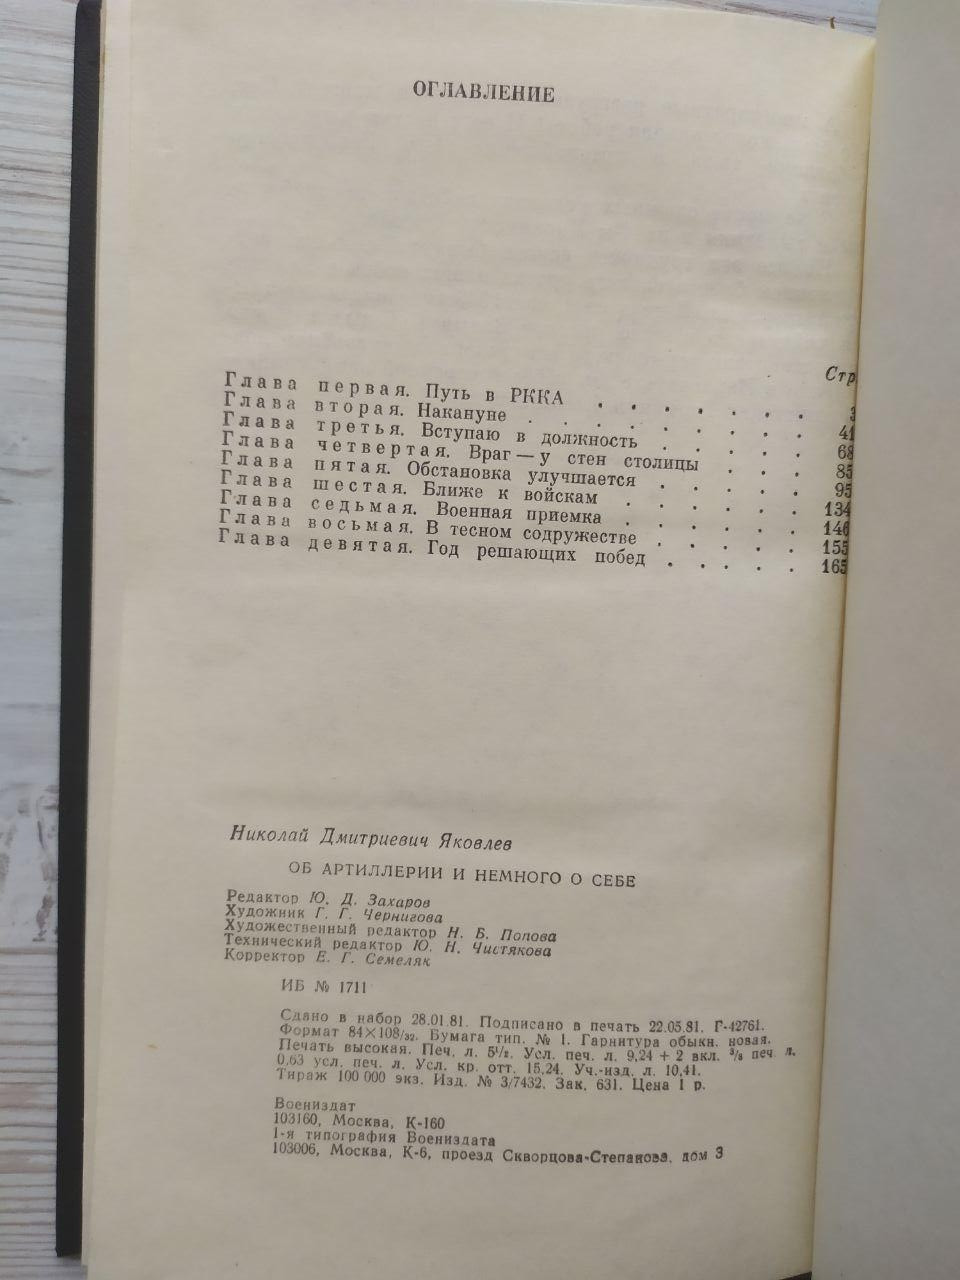 ОГЛАВЛЕНИЕ
Стр
Глава первая. Путь в РККА . . . . . . 3
Глава вторая. Накануне . . . . . . . . 41
Глава третья. Вступаю в должность . . . . . 68
Глава четвертая. Враг — у стен столицы . . . 85
Глава пятая. Обстановка улучшается . . . . . 95
Глава шестая. Ближе к войскам . . . . . . 134
Глава седьмая. Военная приемка . . . . . . 146
Глава восьмая. В тесном содружестве . . . . . 155
Глава девятая. Год решающих побед . . . . . 165
Николай Дмитриевич Яковлев
ОБ АРТИЛЛЕРИИ И НЕМНОГО О СЕБЕ
Редактор Ю. Д. Захаров
Художник Г. Г. Чернигова
Художественный редактор Н. Б. Попова
Технический редактор Ю. Н. Чистякова
Корректор Е. Г. Семеляк
ИБ № 1711
Сдано в набор 28.01.81. Подписано в печать 22.05.81. Г-42761.
Формат 84×108/32. Бумага тип. № 1. Гарнитура обыкн. новая.
Печать высокая. Печ. л. 5½. Усл. печ. л. 9,24 + 2 вкл. ⅜ печ л.
0,63 усл. печ. л. Усл. кр. отт. 15,24. Уч.-изд. л. 10,41.
Тираж 100 000 экз. Изд. № 3/7432. Зак. 631. Цена 1 р.
Воениздат
103160, Москва, К-160
1-я типография Воениздата
103006, Москва, К-6, проезд Скворцова-Степанова, дом 3